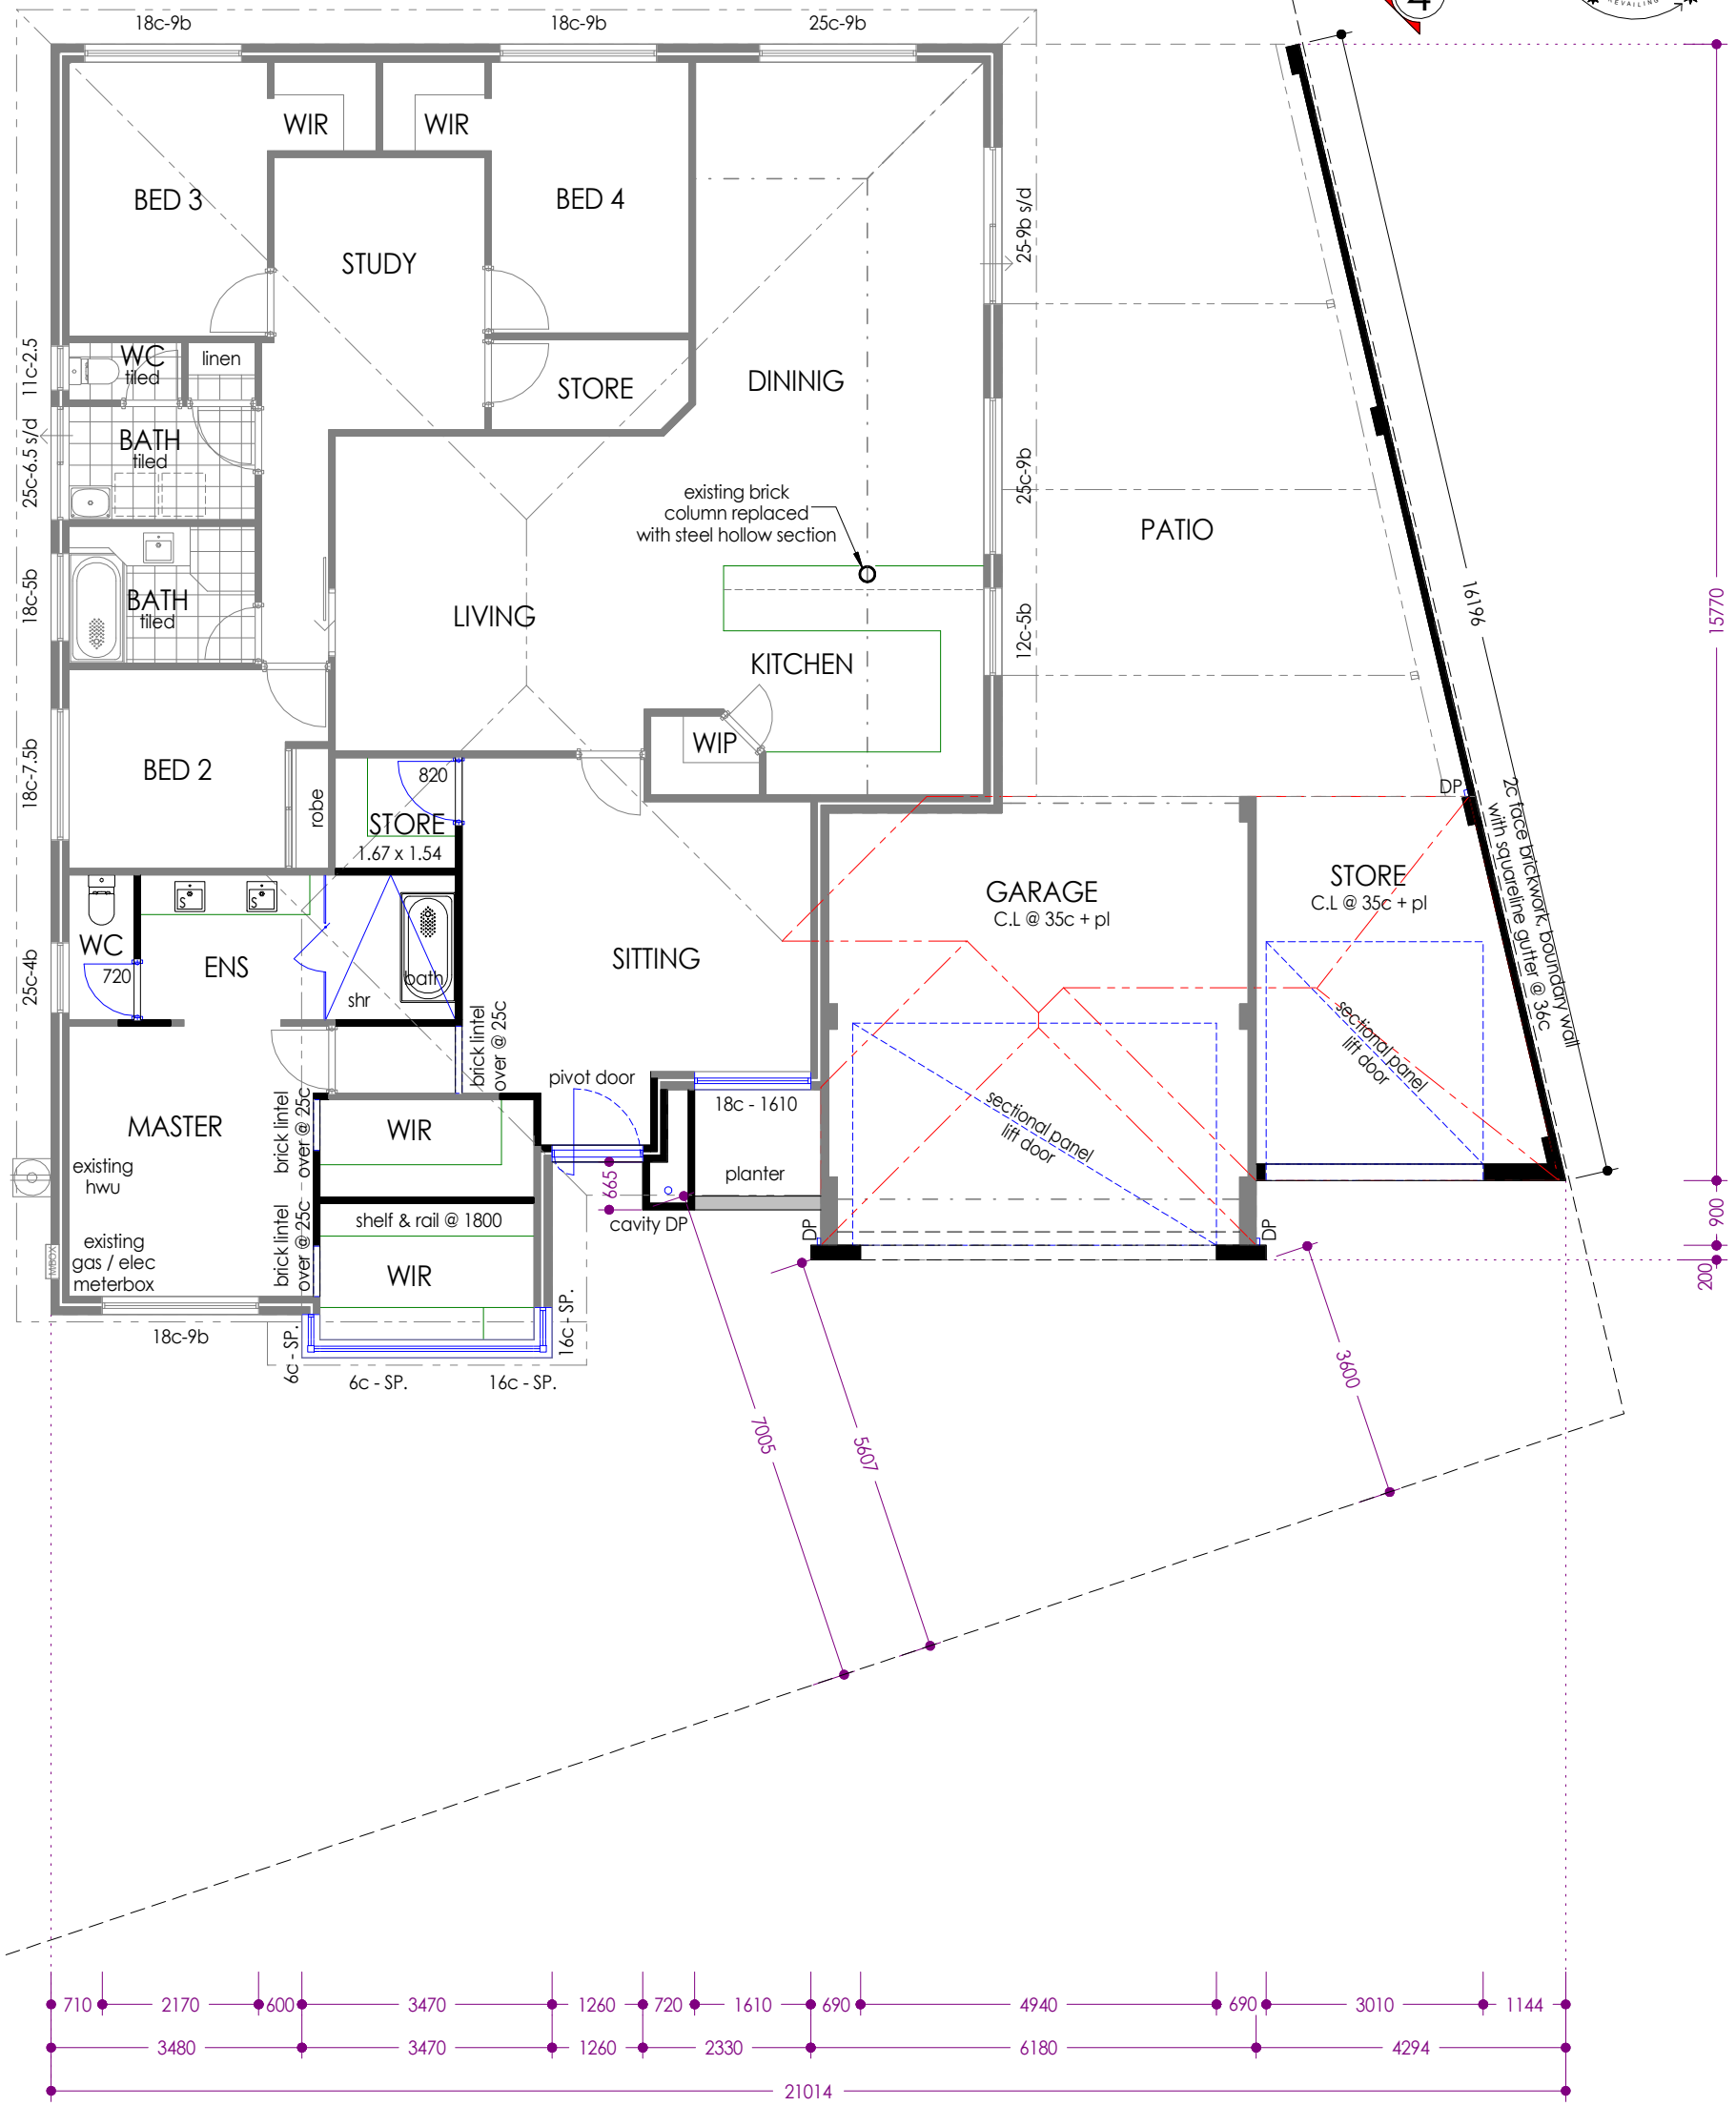 18c-9b
18c-9b
25c-9b
4
REVAILING
WIR
WIR
BED 3
BED 4
STUDY
25-9b s/d
11c-2.5
WC
tiled
linen
STORE
DININIG
25c-6.5 s/d
BATH
tiled
25c-9b
existing brick
column replaced
with steel hollow section
PATIO
18c-5b
BATH
tiled
LIVING
12c-5b
KITCHEN
16196
15770
18c-7.5b
BED 2
robe
WIP
820
STORE
1.67 x 1.54
DP
2c face brickwork, boundary wall
with squareline gutter @ 36c
GARAGE
C.L @ 35c + pl
STORE
C.L @ 35c + pl
25c-4b
WC
720
S
S
ENS
bath
shr
SITTING
brick lintel
over @ 25c
sectional panel
lift door
pivot door
18c - 1610
sectional panel
lift door
MASTER
brick lintel
over @ 25c
WIR
existing
hwu
665
planter
cavity DP
DP
DP
900
200
MBOX
existing
gas / elec
meterbox
brick lintel
over @ 25c
shelf & rail @ 1800
WIR
18c-9b
6c - SP.
16c - SP.
6c - SP.
16c - SP.
7005
5607
3600
710
2170
600
3470
1260
720
1610
690
4940
690
3010
1144
3480
3470
1260
2330
6180
4294
21014